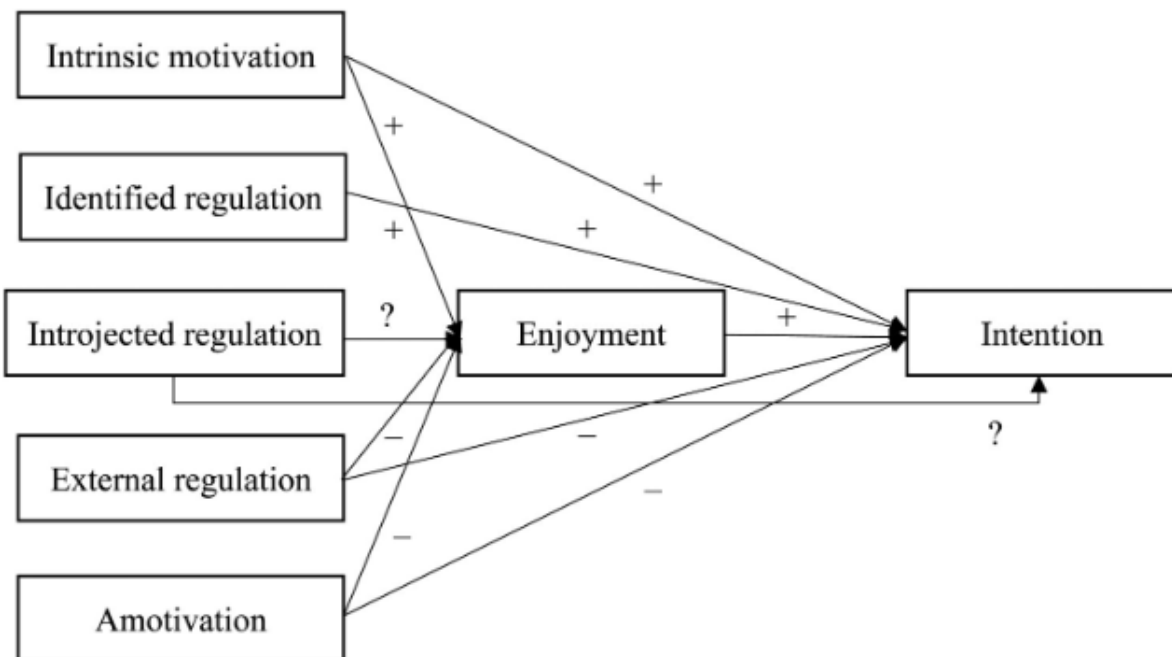 Intrinsic motivation
+
+
Identified regulation
+
+
Introjected regulation
?
Enjoyment
+
Intention
?
External regulation
–
–
–
–
Amotivation